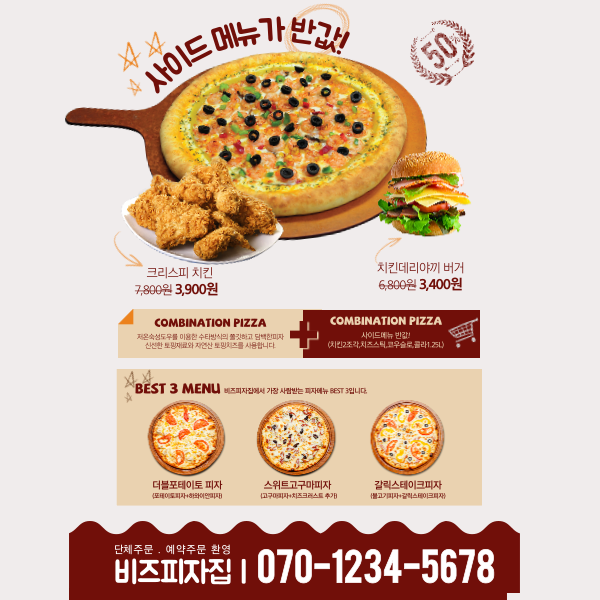 사이드 메뉴가 반값!
50
크리스피 치킨
7,800원 3,900원
치킨데리야끼 버거
6,800원 3,400원
COMBINATION PIZZA
저온숙성도우를 이용한 수타방식의 쫄깃하고 담백한피자
신선한 토핑재료와 자연산 토핑치즈를 사용합니다.
COMBINATION PIZZA
사이드메뉴 반값!
(치킨2조각,치즈스틱,코우슬로,콜라1.25L)
BEST 3 MENU 비즈피자집에서 가장 사랑받는 피자메뉴 BEST 3입니다.
더블포테이토 피자
(포테이토피자+하와이안피자)
스위트고구마피자
(고구마피자+치즈크러스트 추가)
갈릭스테이크피자
(불고기피자+갈릭스테이크피자)
단체주문 . 예약주문 환영
비즈피자집 | 070-1234-5678